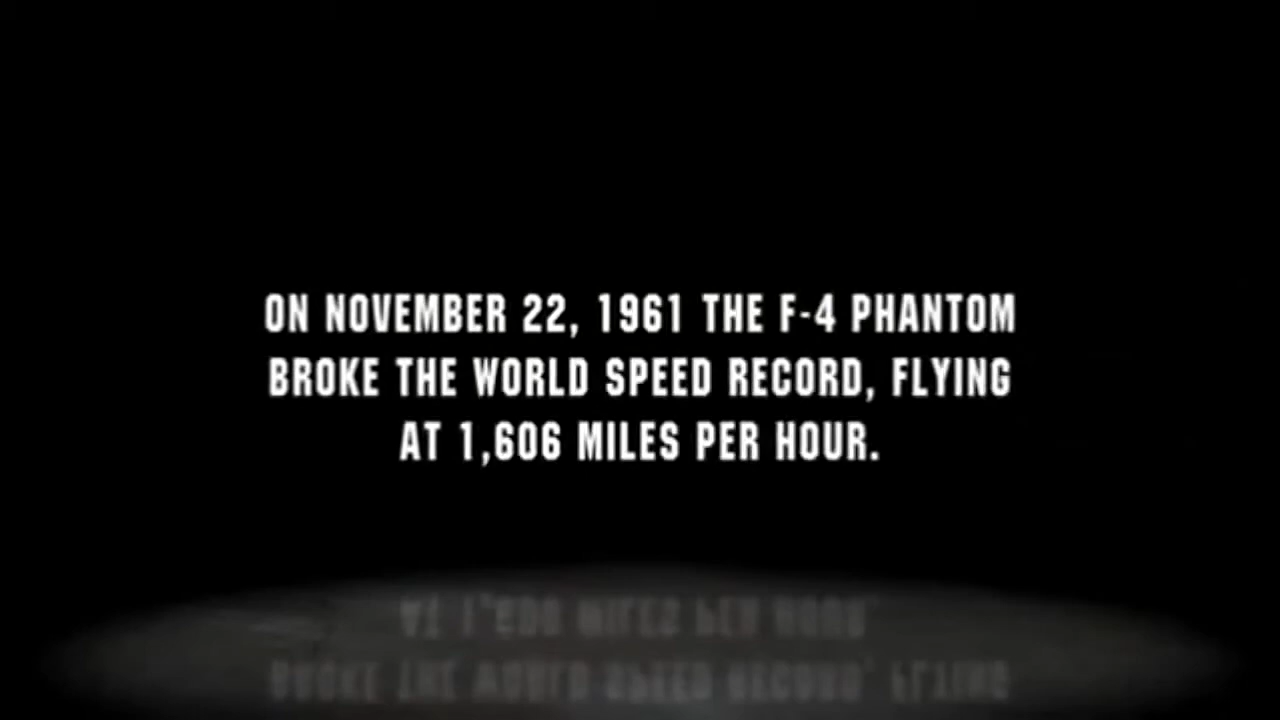 ON NOVEMBER 22, 1961 THE F-4 PHANTOM
BROKE THE WORLD SPEED RECORD, FLYING
AT 1,606 MILES PER HOUR.